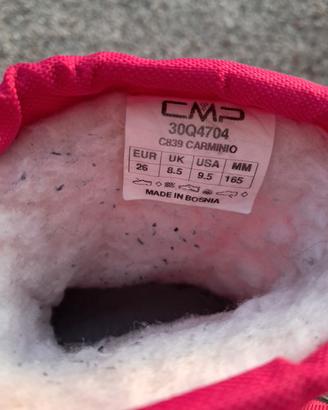 CMP
30Q4704
C839 CARMINIO
EUR UK USA MM
26 8.5 9.5 165
MADE IN BOSNIA